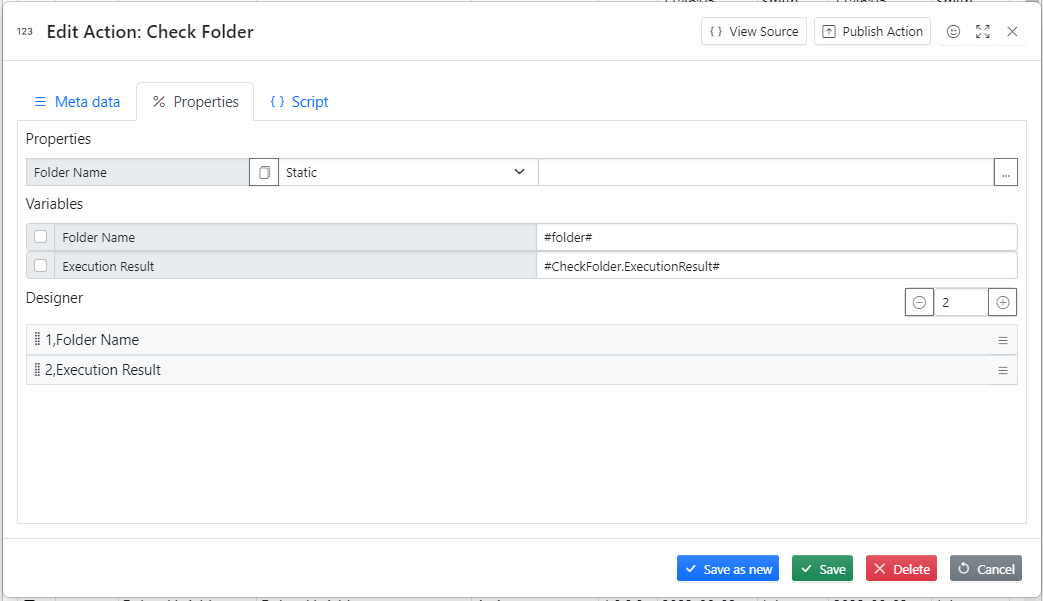 123 Edit Action: Check Folder
{ } View Source
Publish Action
Meta data
Properties
{ } Script
Properties
Folder Name
Static
...
Variables
Folder Name
#folder#
Execution Result
#CheckFolder.ExecutionResult#
Designer
2
1,Folder Name
2,Execution Result
Save as new
Save
Delete
Cancel